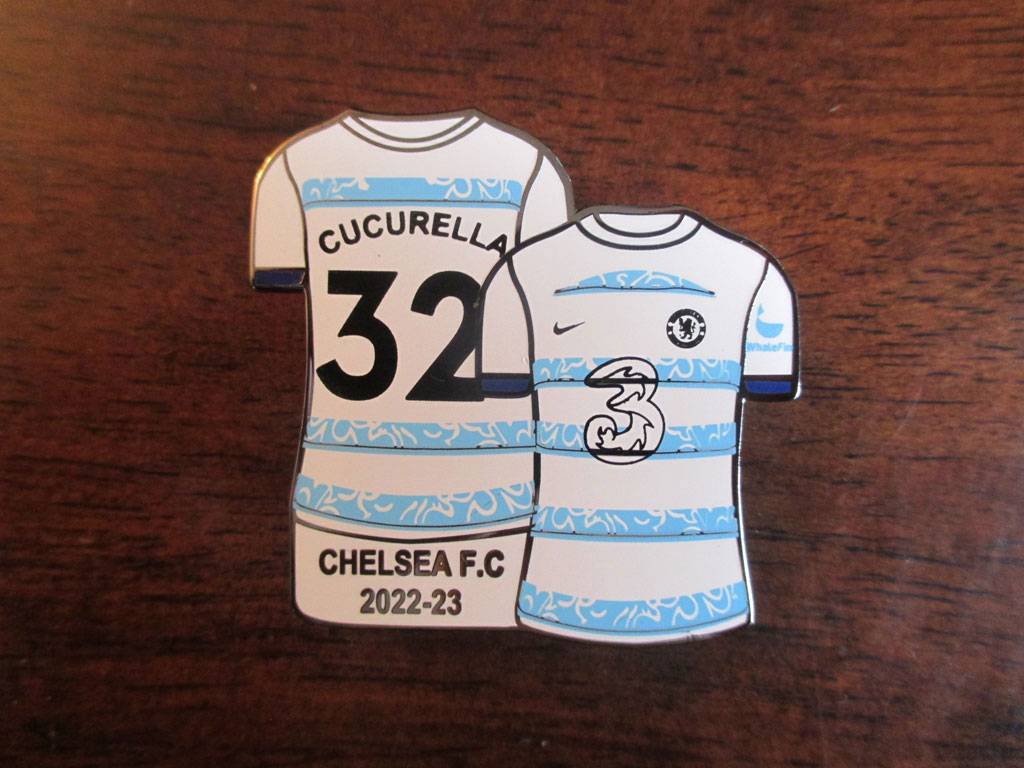 CUCURELLA
32
CHELSEA F.C
2022-23
3
WhaleFin